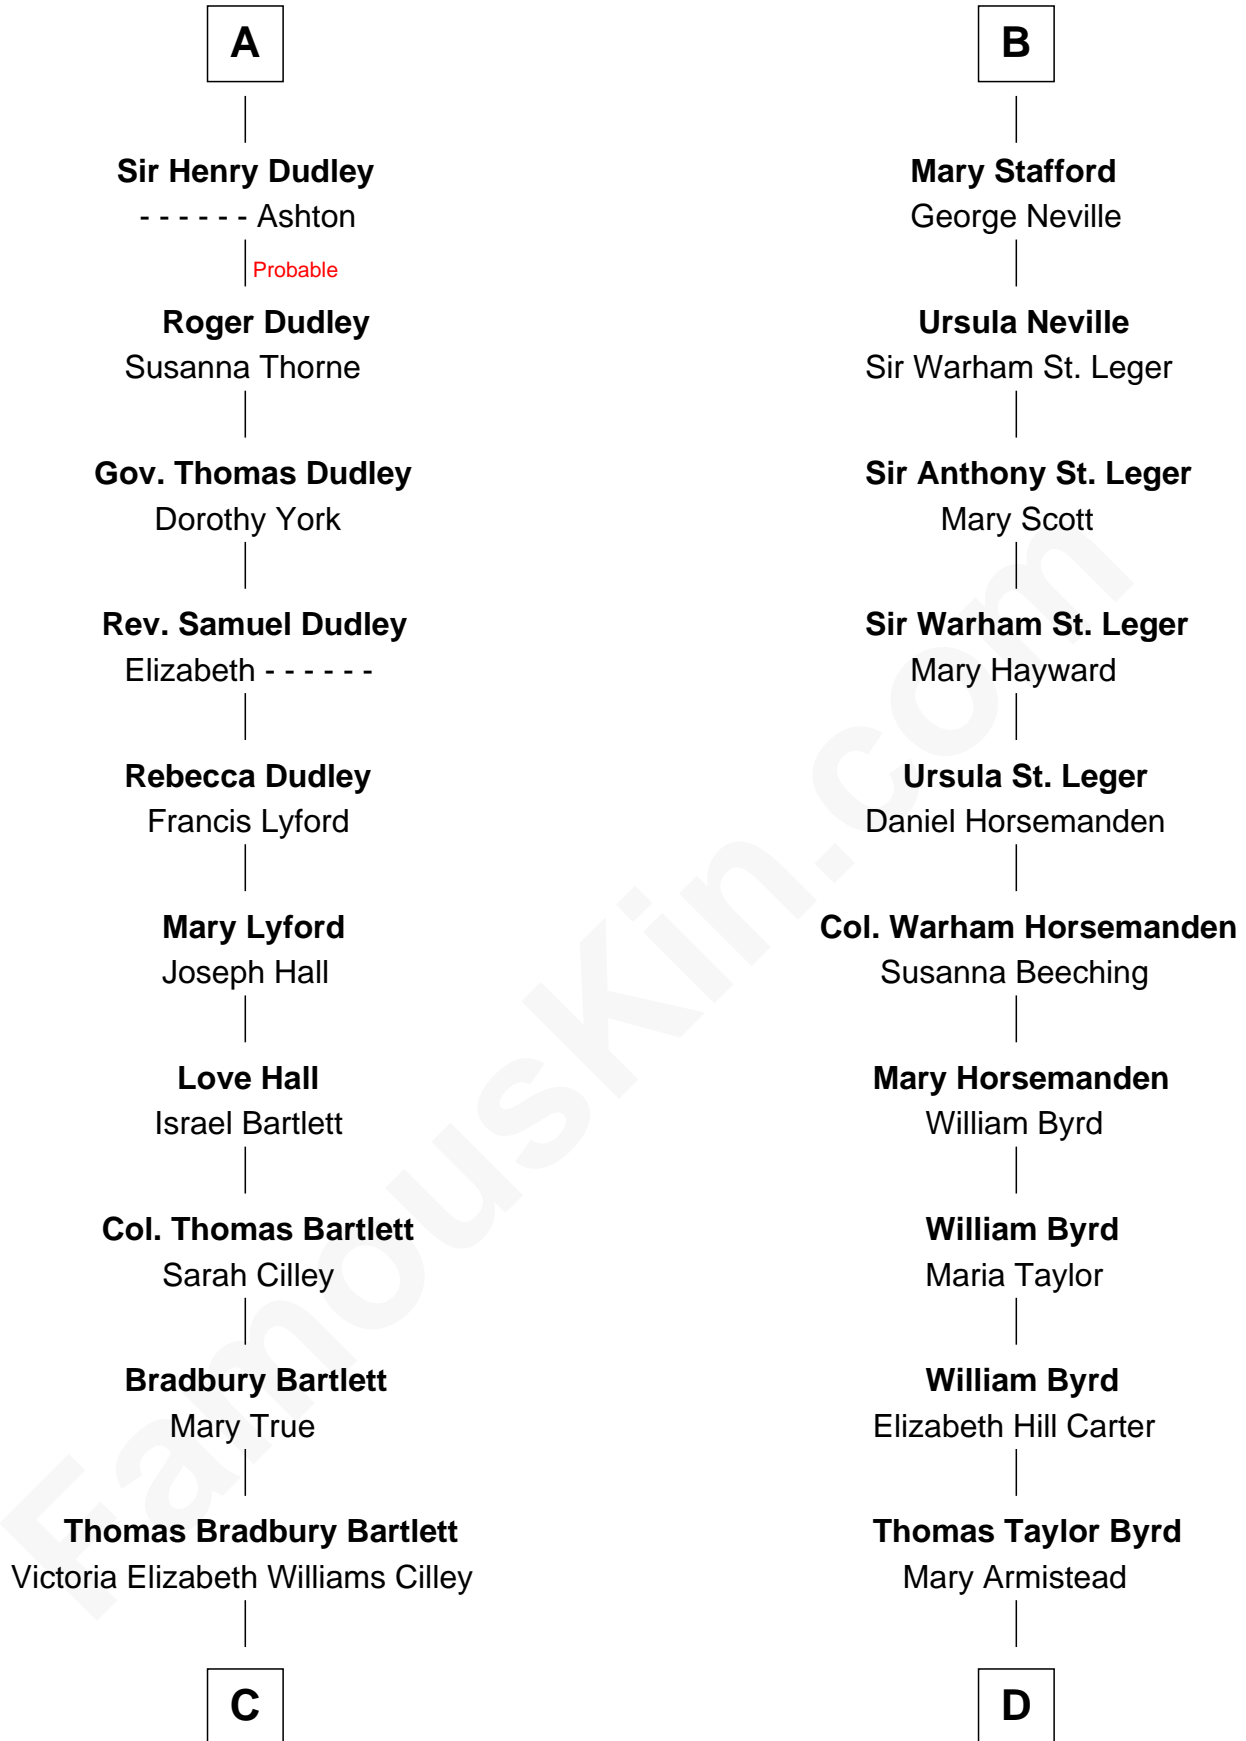 A
Sir Henry Dudley
- - - - - - Ashton
Probable
Roger Dudley
Susanna Thorne
Gov. Thomas Dudley
Dorothy York
Rev. Samuel Dudley
Elizabeth - - - - - -
Rebecca Dudley
Francis Lyford
Mary Lyford
Joseph Hall
Love Hall
Israel Bartlett
Col. Thomas Bartlett
Sarah Cilley
Bradbury Bartlett
Mary True
Thomas Bradbury Bartlett
Victoria Elizabeth Williams Cilley
C
B
Mary Stafford
George Neville
Ursula Neville
Sir Warham St. Leger
Sir Anthony St. Leger
Mary Scott
Sir Warham St. Leger
Mary Hayward
Ursula St. Leger
Daniel Horsemanden
Col. Warham Horsemanden
Susanna Beeching
Mary Horsemanden
William Byrd
William Byrd
Maria Taylor
William Byrd
Elizabeth Hill Carter
Thomas Taylor Byrd
Mary Armistead
D
FamousKin.com